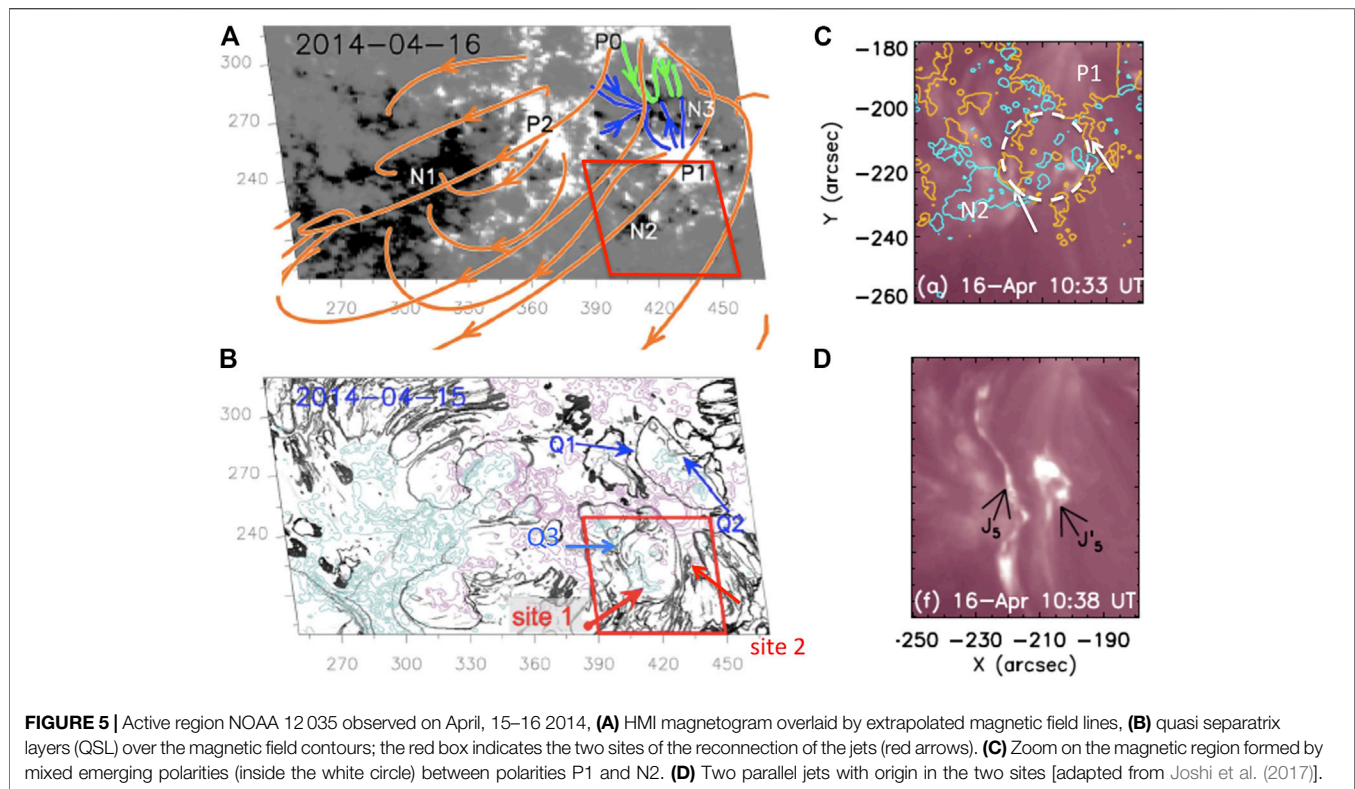 A
2014-04-16
P0
300
270
240
N3
P2
N1
P1
N2
270
300
330
360
390
420
450
C
-180
-200
-220
-240
-260
Y (arcsec)
P1
N2
(a) 16-Apr 10:33 UT
B
2014-04-15
300
270
240
Q1
Q2
Q3
site 1
site 2
270
300
330
360
390
420
450
D
J5
J'5
(f) 16-Apr 10:38 UT
-250 -230 -210 -190
X (arcsec)
FIGURE 5 | Active region NOAA 12 035 observed on April, 15–16 2014, (A) HMI magnetogram overlaid by extrapolated magnetic field lines, (B) quasi separatrix
layers (QSL) over the magnetic field contours; the red box indicates the two sites of the reconnection of the jets (red arrows). (C) Zoom on the magnetic region formed by
mixed emerging polarities (inside the white circle) between polarities P1 and N2. (D) Two parallel jets with origin in the two sites [adapted from Joshi et al. (2017)].